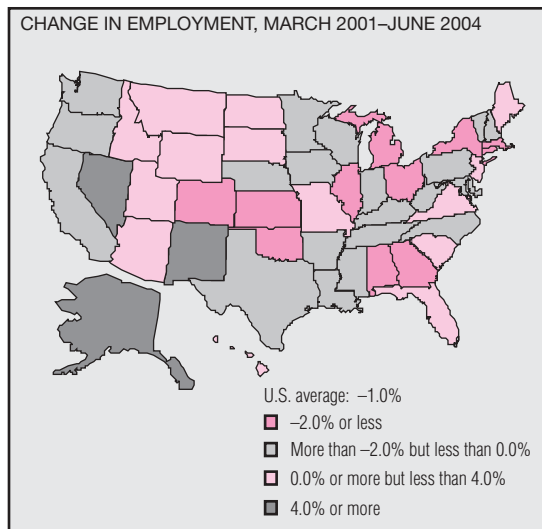 CHANGE IN EMPLOYMENT, MARCH 2001–JUNE 2004
U.S. average: –1.0%
–2.0% or less
More than –2.0% but less than 0.0%
0.0% or more but less than 4.0%
4.0% or more